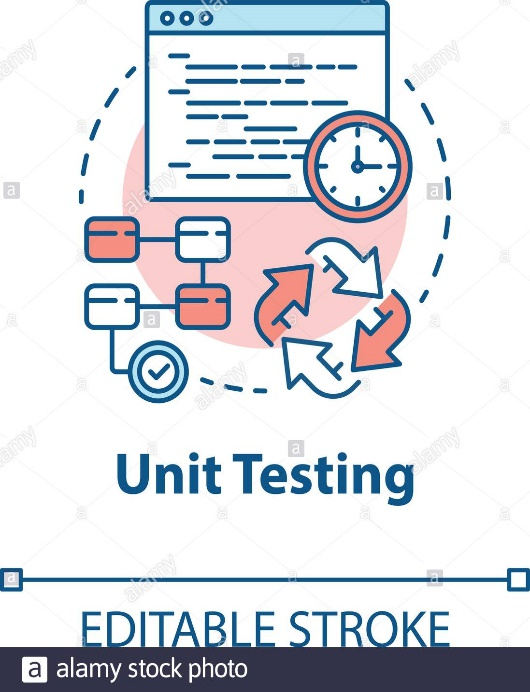 Unit Testing
EDITABLE STROKE
a alamy stock photo